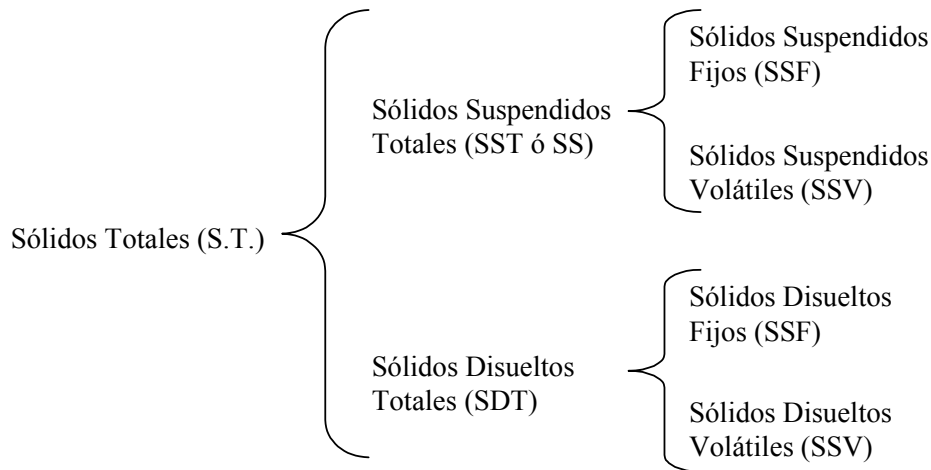 Sólidos Totales (S.T.)
Sólidos Suspendidos
Totales (SST ó SS)
Sólidos Suspendidos
Fijos (SSF)
Sólidos Suspendidos
Volátiles (SSV)
Sólidos Disueltos
Totales (SDT)
Sólidos Disueltos
Fijos (SSF)
Sólidos Disueltos
Volátiles (SSV)